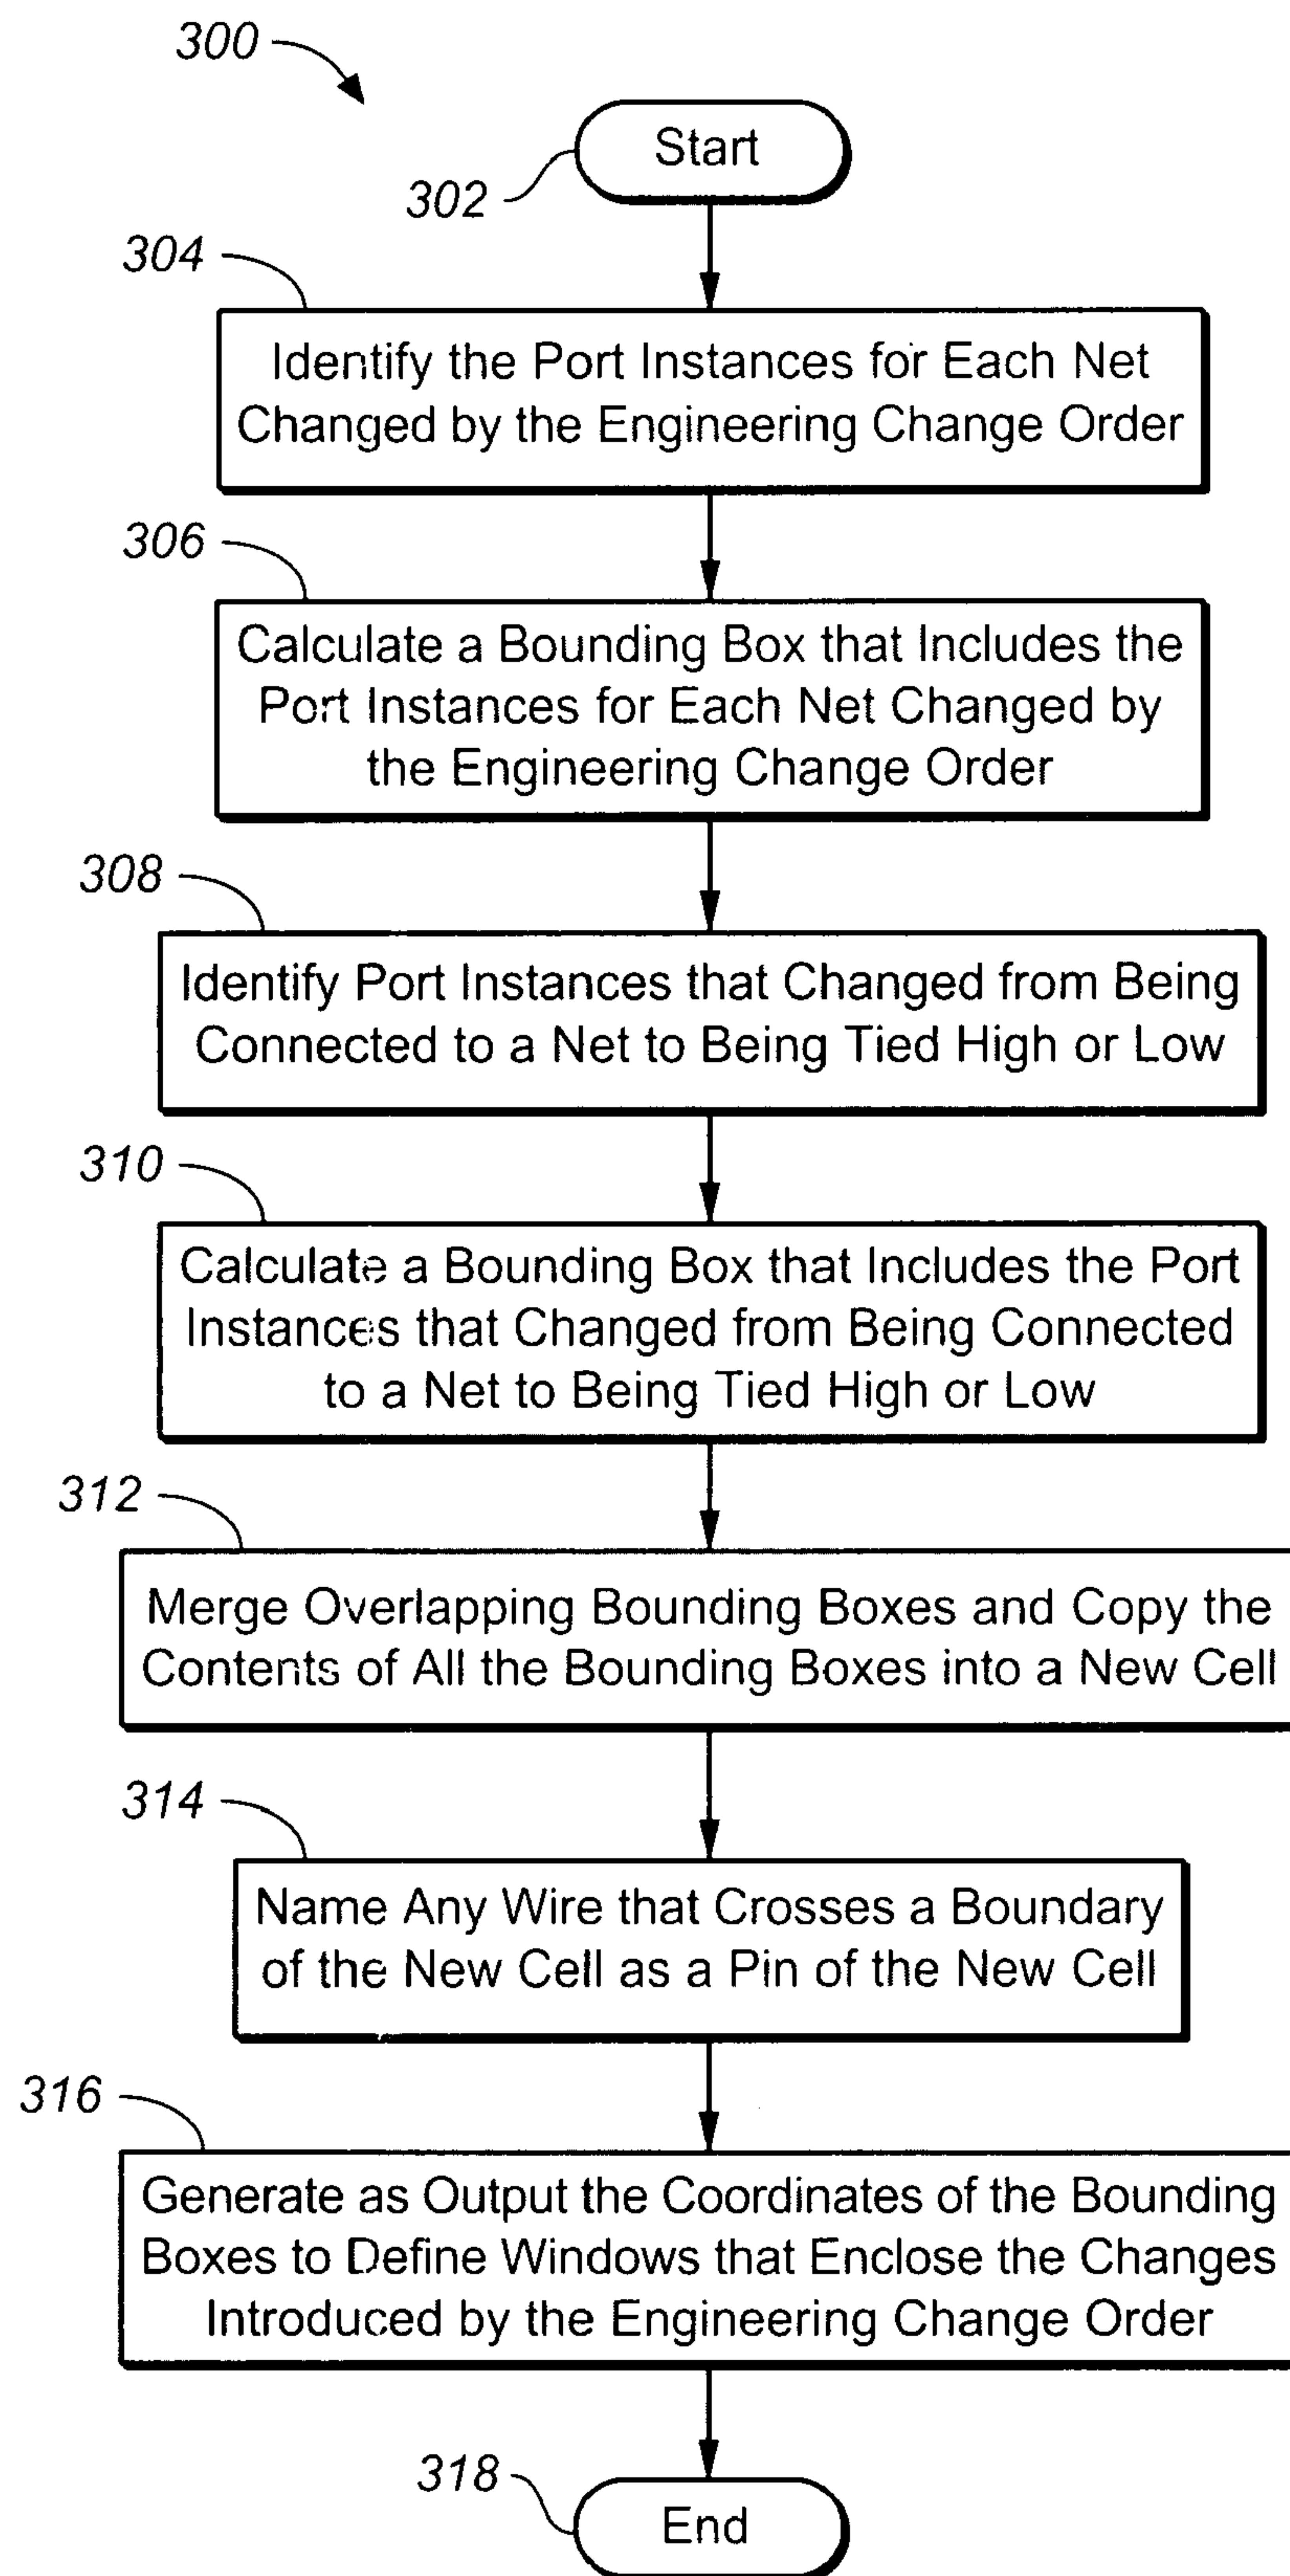 300
Start
302
304
Identify the Port Instances for Each Net
Changed by the Engineering Change Order
306
Calculate a Bounding Box that Includes the
Port Instances for Each Net Changed by
the Engineering Change Order
308
Identify Port Instances that Changed from Being
Connected to a Net to Being Tied High or Low
310
Calculate a Bounding Box that Includes the Port
Instances that Changed from Being Connected
to a Net to Being Tied High or Low
312
Merge Overlapping Bounding Boxes and Copy the
Contents of All the Bounding Boxes into a New Cell
314
Name Any Wire that Crosses a Boundary
of the New Cell as a Pin of the New Cell
316
Generate as Output the Coordinates of the Bounding
Boxes to Define Windows that Enclose the Changes
Introduced by the Engineering Change Order
318
End